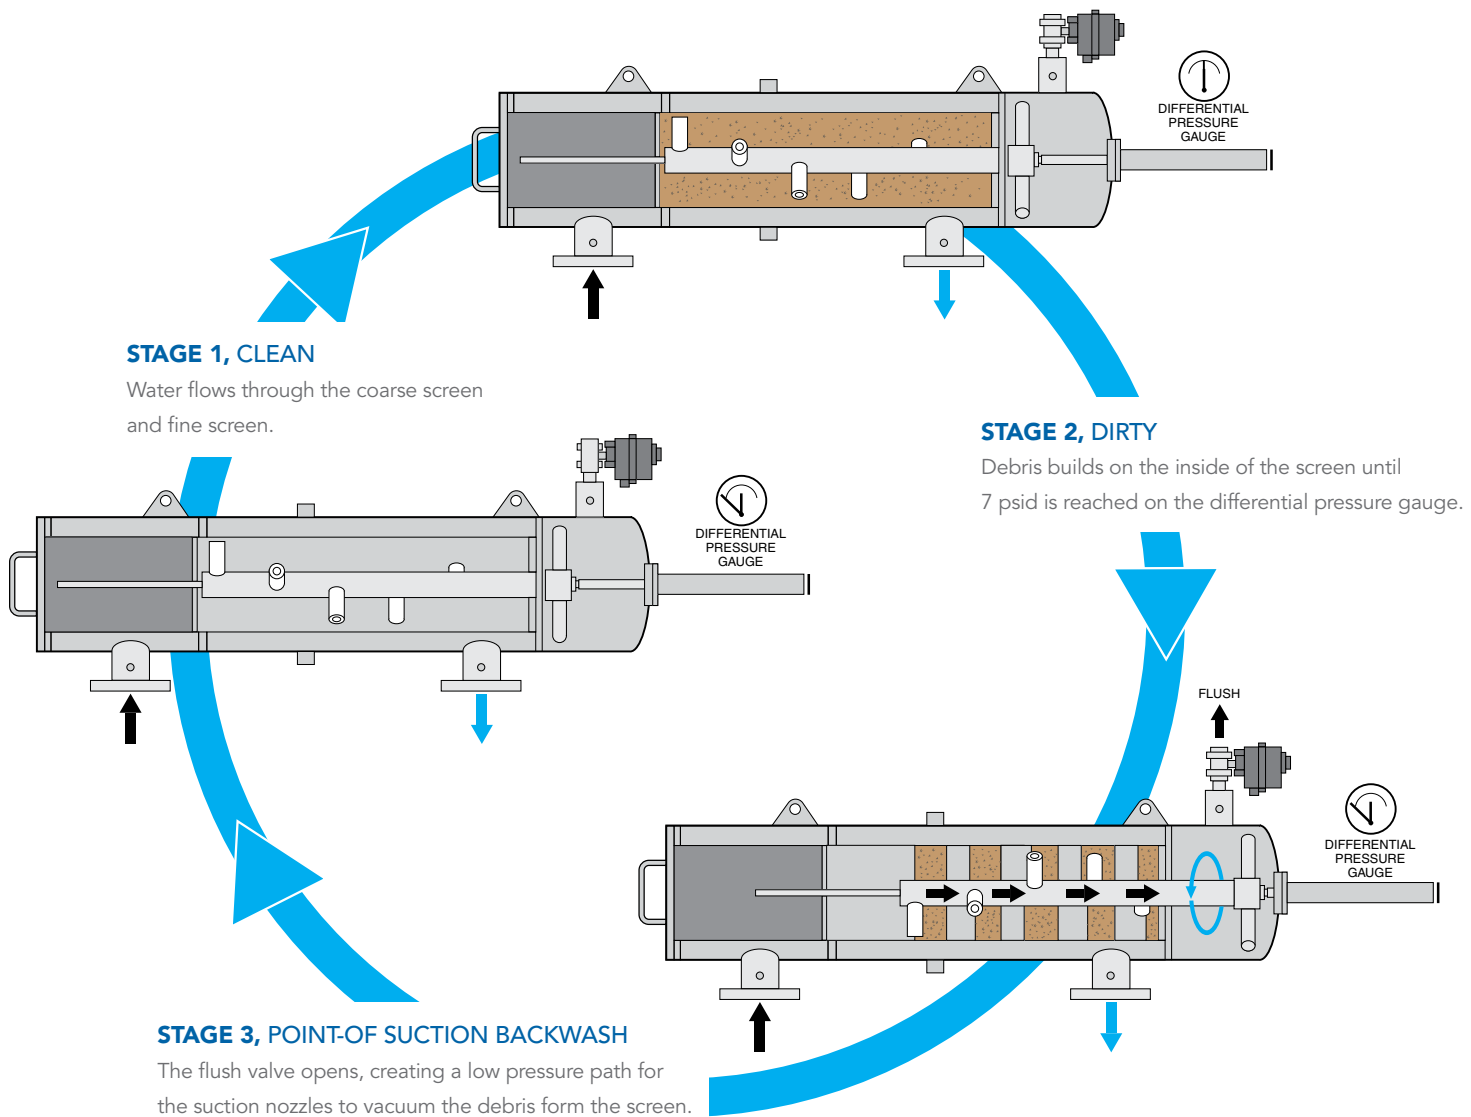 DIFFERENTIAL
PRESSURE
GAUGE
STAGE 1, CLEAN
Water flows through the coarse screen
and fine screen.
STAGE 2, DIRTY
Debris builds on the inside of the screen until
7 psid is reached on the differential pressure gauge.
DIFFERENTIAL
PRESSURE
GAUGE
FLUSH
DIFFERENTIAL
PRESSURE
GAUGE
STAGE 3, POINT-OF SUCTION BACKWASH
The flush valve opens, creating a low pressure path for
the suction nozzles to vacuum the debris form the screen.